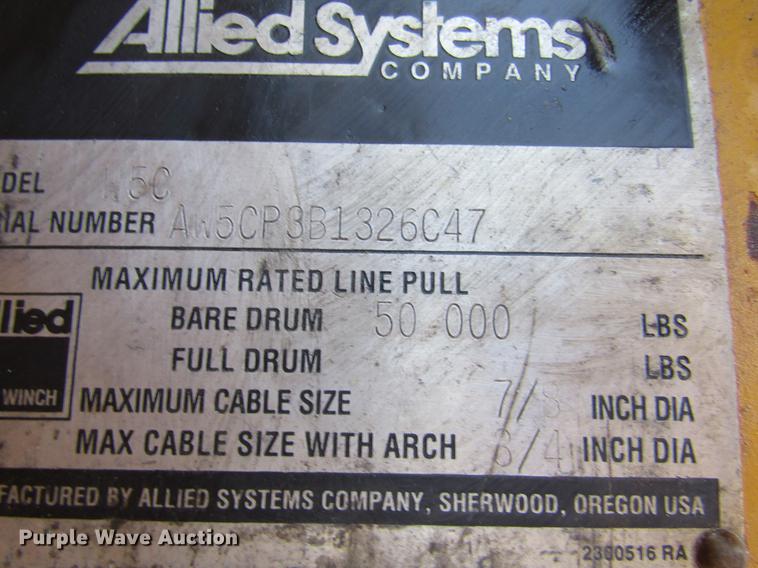 Allied Systems
COMPANY
DEL W5C
IAL NUMBER AW5CP3B1326C47
MAXIMUM RATED LINE PULL
BARE DRUM 50 000 LBS
FULL DRUM LBS
llied
WINCH
MAXIMUM CABLE SIZE 7/8 INCH DIA
MAX CABLE SIZE WITH ARCH 3/4 INCH DIA
FACTURED BY ALLIED SYSTEMS COMPANY, SHERWOOD, OREGON USA
Purple Wave Auction
2300516 RA